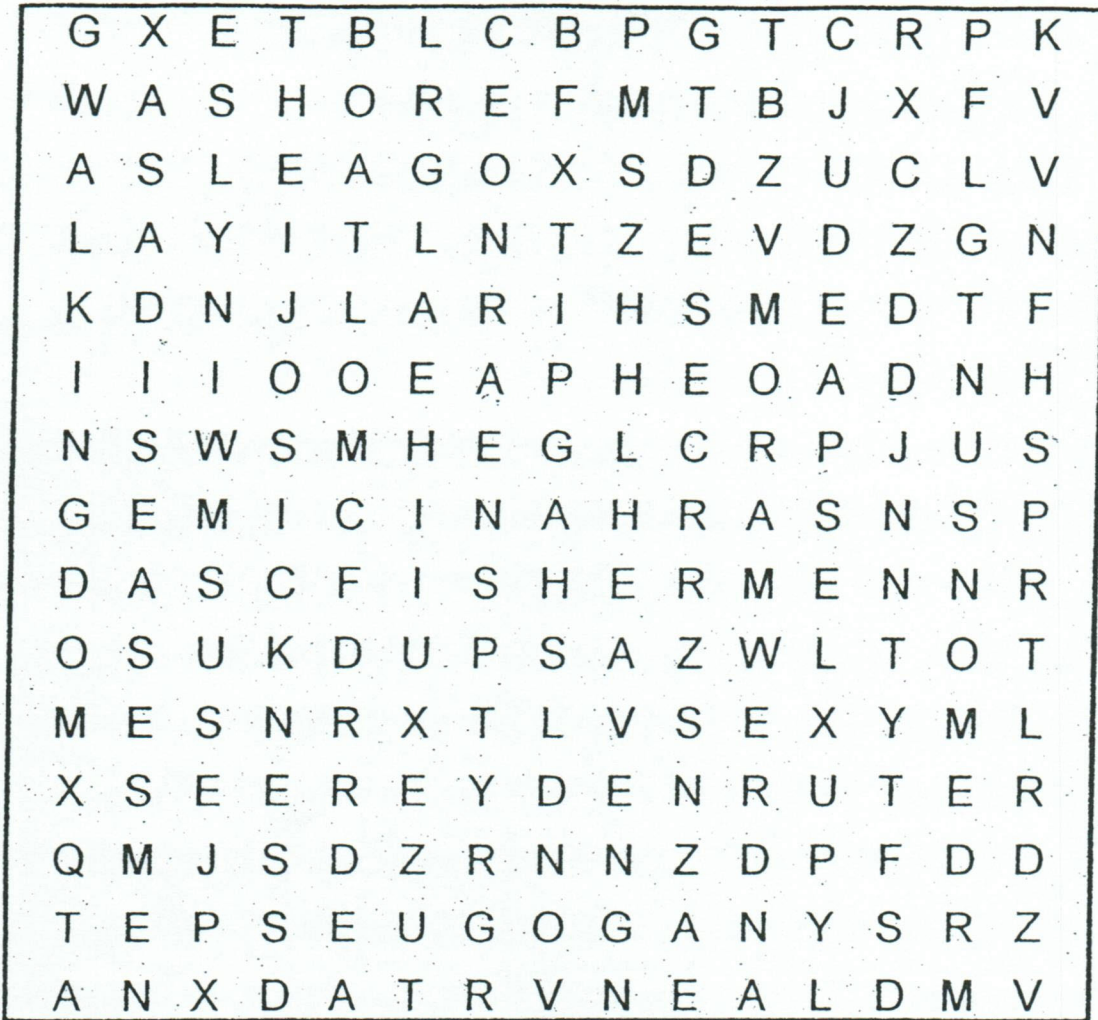 G X E T B L C B P G T C R P K
W A S H O R E F M T B J X F V
A S L E A G O X S D Z U C L V
L A Y I T L N T Z E V D Z G N
K D N J L A R I H S M E D T F
I I I O O E A P H E O A D N H
N S W S M H E G L C R P J U S
G E M I C I N A H R A S N S P
D A S C F I S H E R M E N N R
O S U K D U P S A Z W L T O T
M E S N R X T L V S E X Y M L
X S E E R E Y D E N R U T E R
Q M J S D Z R N N Z D P F D D
T E P S E U G O G A N Y S R Z
A N X D A T R V N E A L D M V